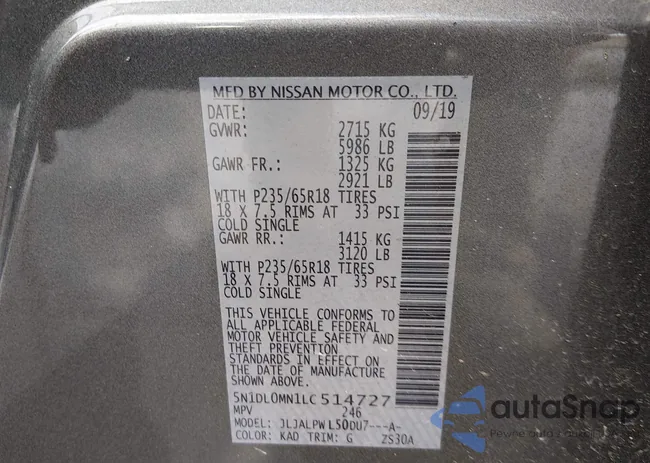 MFD BY NISSAN MOTOR CO., LTD.
DATE: 09/19
GVWR: 2715 KG
5986 LB
GAWR FR.: 1325 KG
2921 LB
WITH P235/65R18 TIRES
18 X 7.5 RIMS AT 33 PSI
COLD SINGLE
GAWR RR.: 1415 KG
3120 LB
WITH P235/65R18 TIRES
18 X 7.5 RIMS AT 33 PSI
COLD SINGLE
THIS VEHICLE CONFORMS TO
ALL APPLICABLE FEDERAL
MOTOR VEHICLE SAFETY AND
THEFT PREVENTION
STANDARDS IN EFFECT ON
THE DATE OF MANUFACTURE
SHOWN ABOVE.
5N1DL0MN1LC514727
MPV 246
MODEL: JLJALPWL50DU7---A-
COLOR: KAD TRIM: G ZS30A
autoSnap
Pewne auto z USA